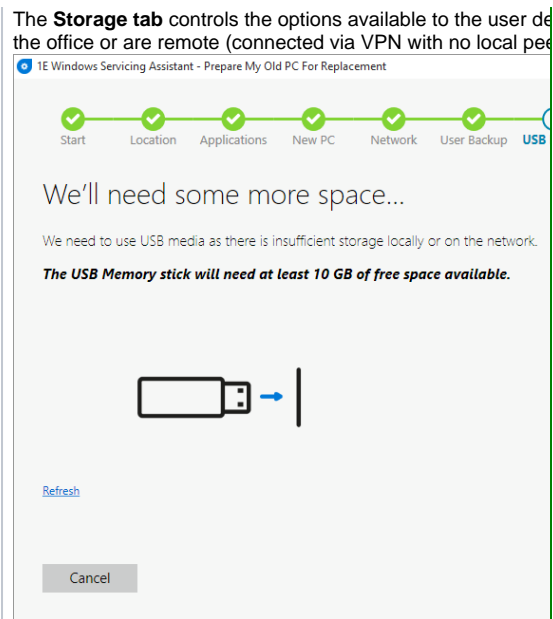 The Storage tab controls the options available to the user de
the office or are remote (connected via VPN with no local pee
1E Windows Servicing Assistant - Prepare My Old PC For Replacement
Start Location Applications New PC Network User Backup USB
We'll need some more space...
We need to use USB media as there is insufficient storage locally or on the network.
The USB Memory stick will need at least 10 GB of free space available.
Refresh
Cancel